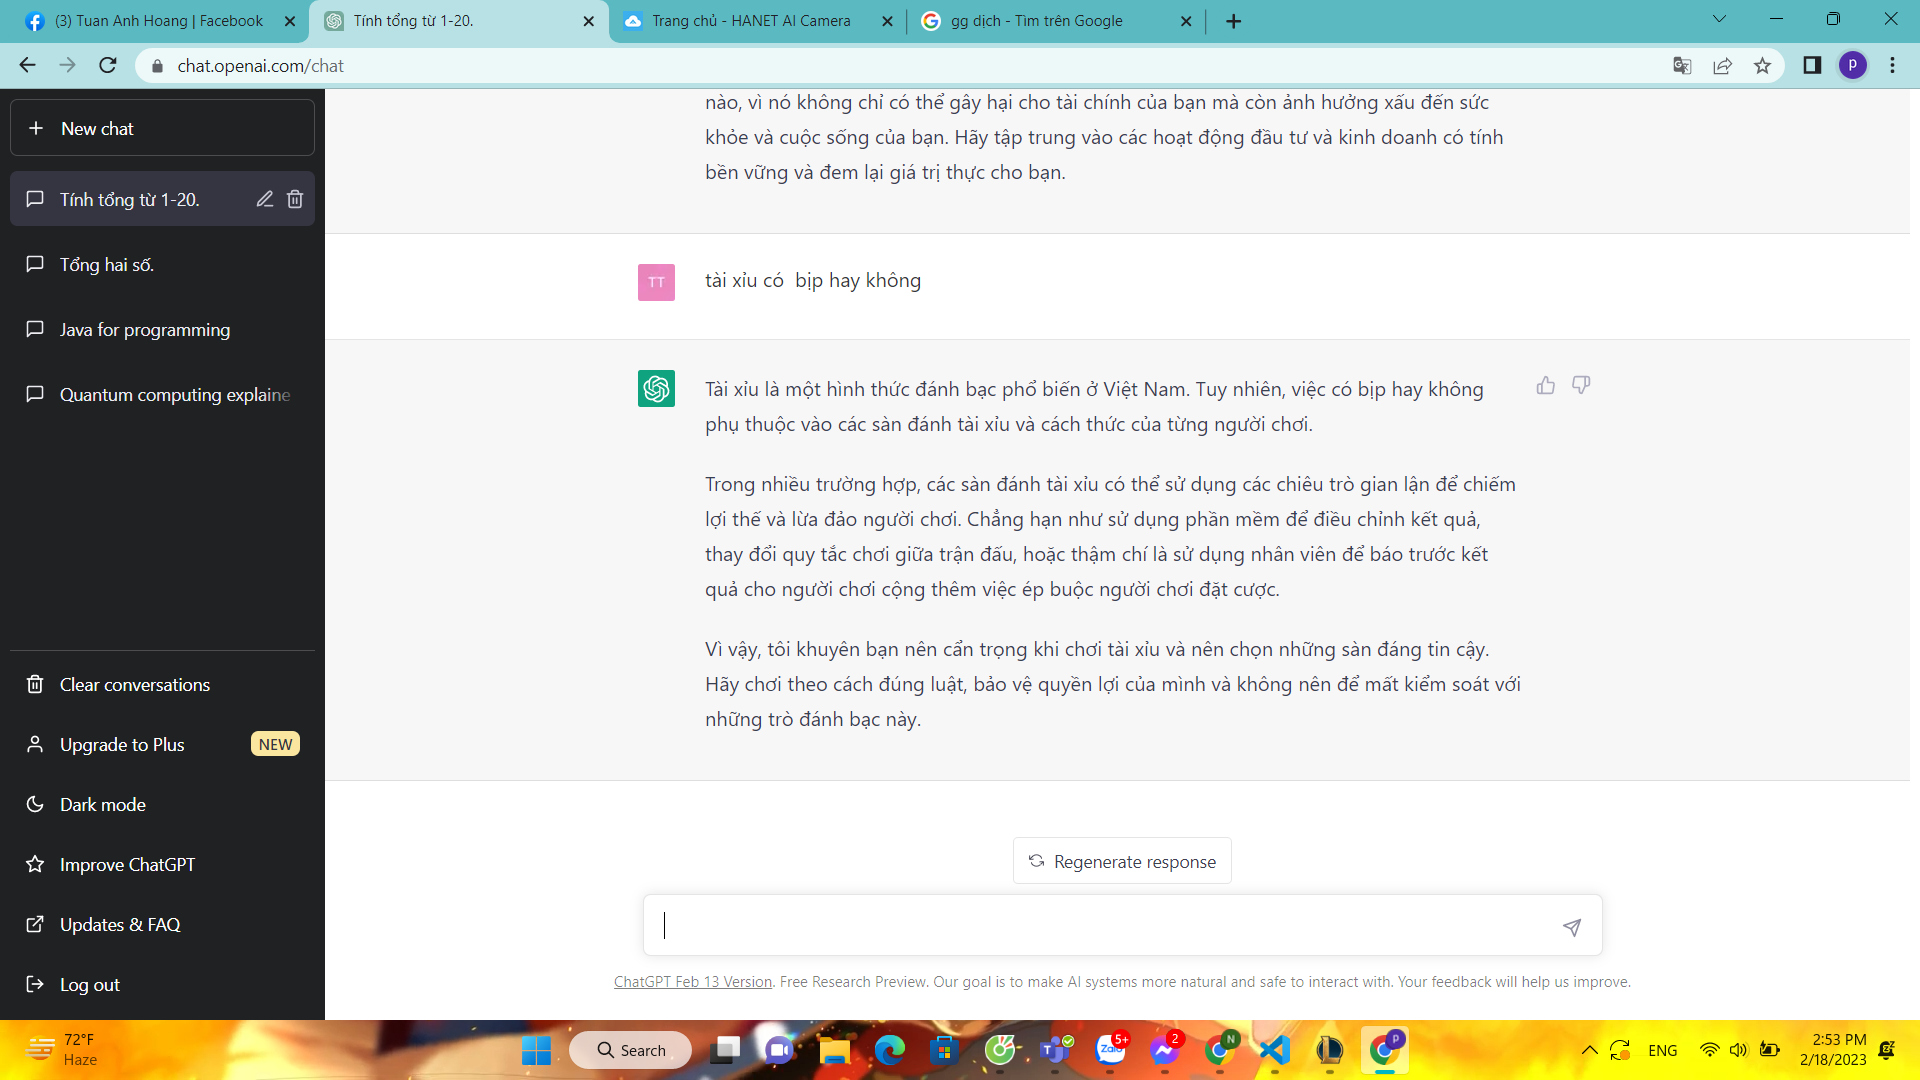 (3) Tuan Anh Hoang | Facebook
Tính tổng từ 1-20.
Trang chủ - HANET AI Camera
gg dịch - Tìm trên Google
chat.openai.com/chat
P
New chat
Tính tổng từ 1-20.
Tổng hai số.
Java for programming
Quantum computing explaine
Clear conversations
Upgrade to Plus NEW
Dark mode
Improve ChatGPT
Updates & FAQ
Log out
nào, vì nó không chỉ có thể gây hại cho tài chính của bạn mà còn ảnh hưởng xấu đến sức
khỏe và cuộc sống của bạn. Hãy tập trung vào các hoạt động đầu tư và kinh doanh có tính
bền vững và đem lại giá trị thực cho bạn.
TT tài xỉu có  bịp hay không
Tài xỉu là một hình thức đánh bạc phổ biến ở Việt Nam. Tuy nhiên, việc có bịp hay không
phụ thuộc vào các sàn đánh tài xỉu và cách thức của từng người chơi.
Trong nhiều trường hợp, các sàn đánh tài xỉu có thể sử dụng các chiêu trò gian lận để chiếm
lợi thế và lừa đảo người chơi. Chẳng hạn như sử dụng phần mềm để điều chỉnh kết quả,
thay đổi quy tắc chơi giữa trận đấu, hoặc thậm chí là sử dụng nhân viên để báo trước kết
quả cho người chơi cộng thêm việc ép buộc người chơi đặt cược.
Vì vậy, tôi khuyên bạn nên cẩn trọng khi chơi tài xỉu và nên chọn những sàn đáng tin cậy.
Hãy chơi theo cách đúng luật, bảo vệ quyền lợi của mình và không nên để mất kiểm soát với
những trò đánh bạc này.
Regenerate response
ChatGPT Feb 13 Version. Free Research Preview. Our goal is to make AI systems more natural and safe to interact with. Your feedback will help us improve.
72°F
Haze
Search
Zalo 5+
2
N
P
ENG
2:53 PM
2/18/2023